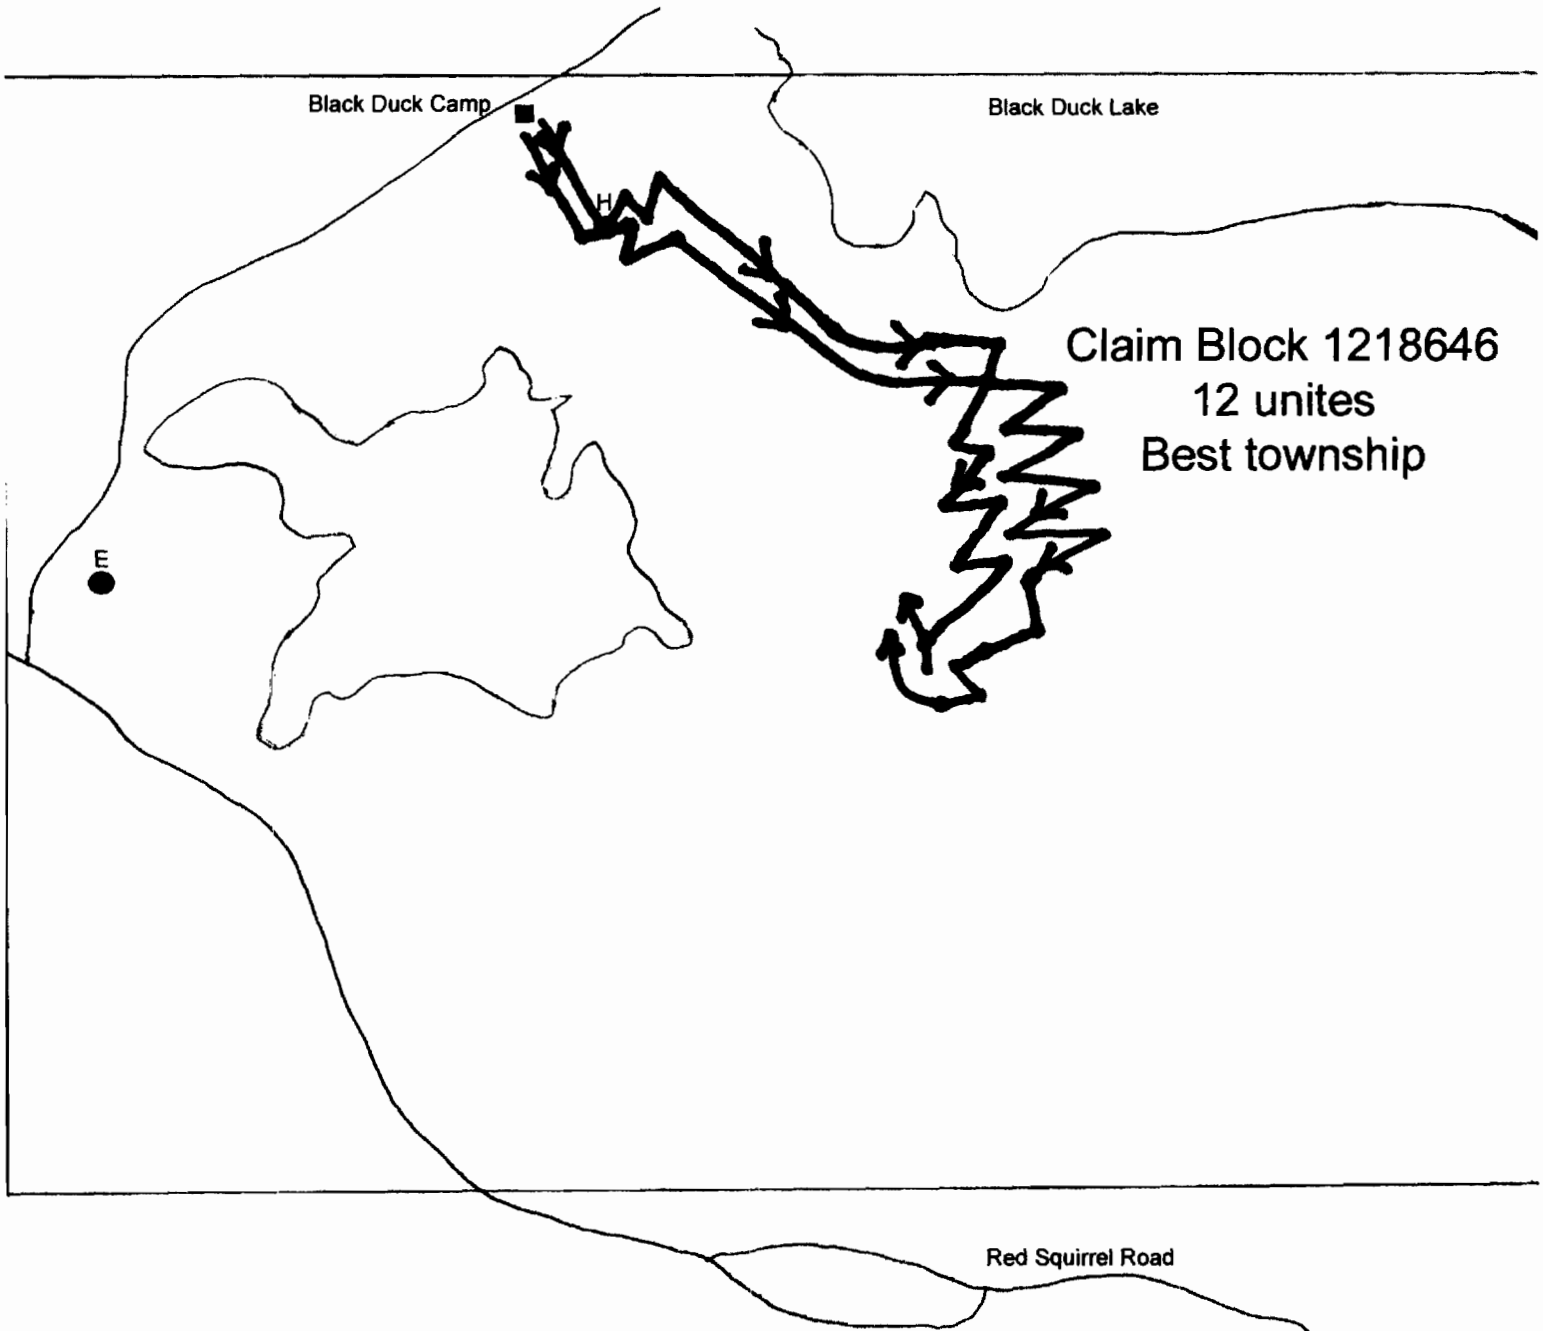 Black Duck Camp
Black Duck Lake
H
Claim Block 1218646
12 unites
Best township
E
Red Squirrel Road